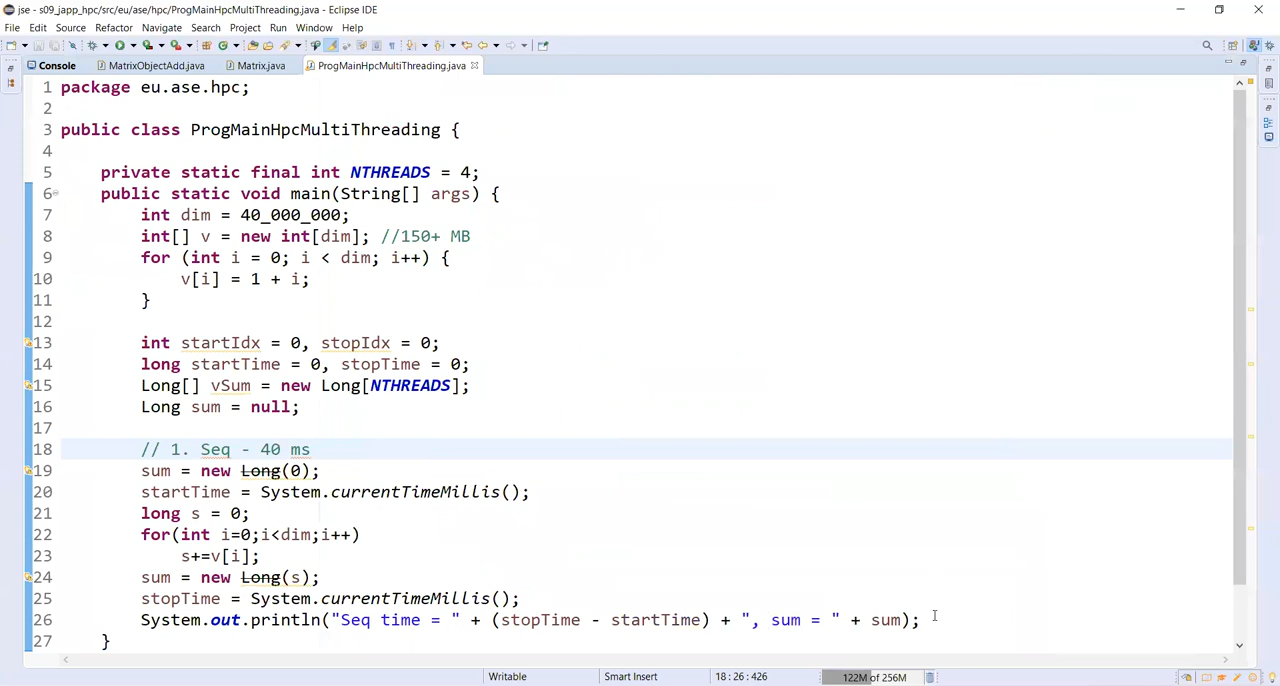 jse - s09_japp_hpc/src/eu/ase/hpc/ProgMainHpcMultiThreading.java - Eclipse IDE
File Edit Source Refactor Navigate Search Project Run Window Help
Console MatrixObjectAdd.java Matrix.java ProgMainHpcMultiThreading.java
1 package eu.ase.hpc;
2
3 public class ProgMainHpcMultiThreading {
4
5 private static final int NTHREADS = 4;
6 public static void main(String[] args) {
7 int dim = 40_000_000;
8 int[] v = new int[dim]; //150+ MB
9 for (int i = 0; i < dim; i++) {
10 v[i] = 1 + i;
11 }
12
13 int startIdx = 0, stopIdx = 0;
14 long startTime = 0, stopTime = 0;
15 Long[] vSum = new Long[NTHREADS];
16 Long sum = null;
17
18 // 1. Seq - 40 ms
19 sum = new Long(0);
20 startTime = System.currentTimeMillis();
21 long s = 0;
22 for(int i=0;i<dim;i++)
23 s+=v[i];
24 sum = new Long(s);
25 stopTime = System.currentTimeMillis();
26 System.out.println("Seq time = " + (stopTime - startTime) + ", sum = " + sum);
27 }
Writable Smart Insert 18 : 26 : 426 122M of 256M